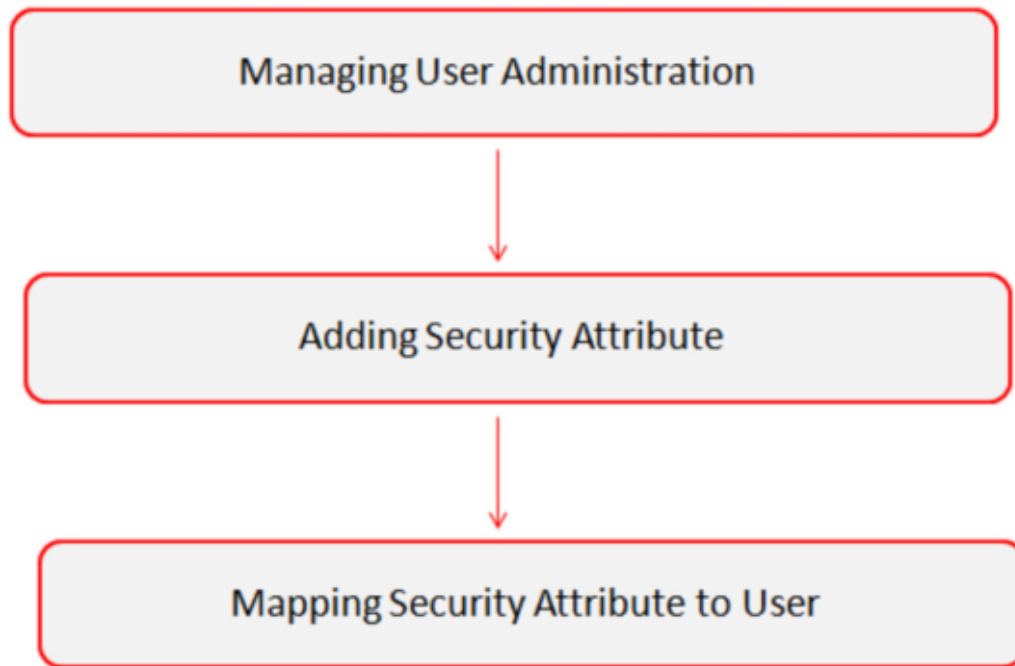 Managing User Administration
Adding Security Attribute
Mapping Security Attribute to User